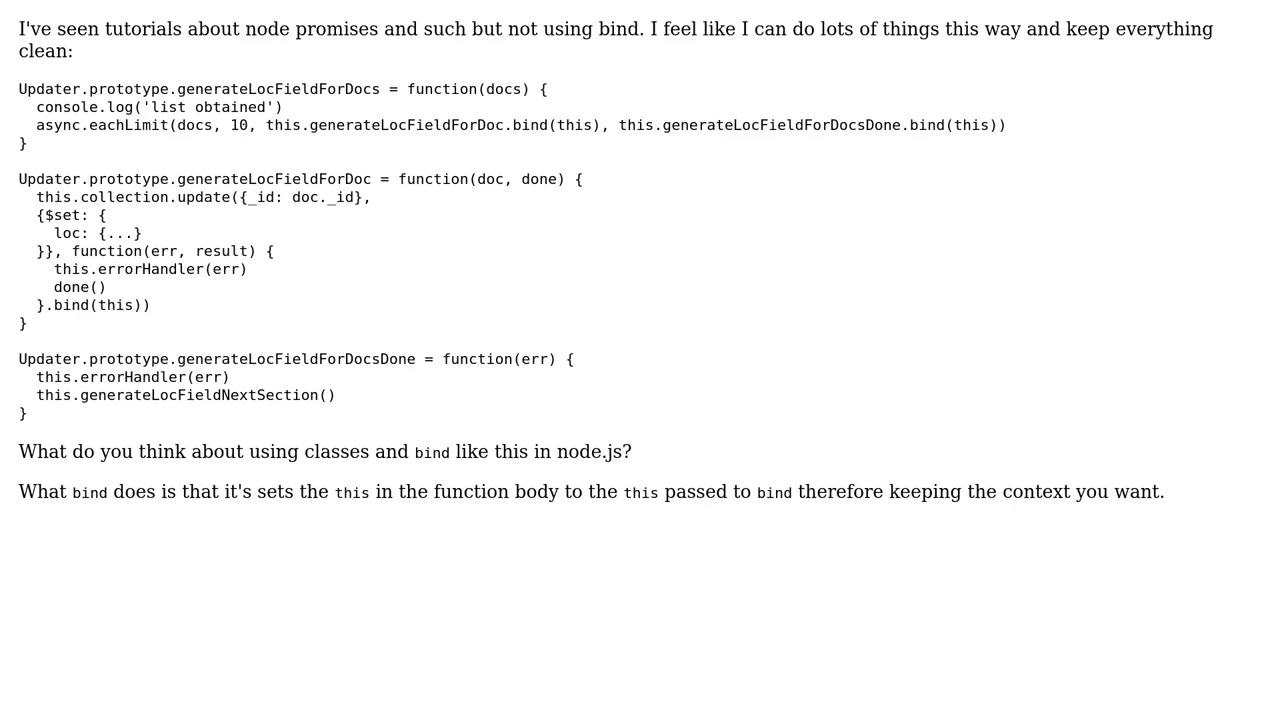 I've seen tutorials about node promises and such but not using bind. I feel like I can do lots of things this way and keep everything
clean:
Updater.prototype.generateLocFieldForDocs = function(docs) {
  console.log('list obtained')
  async.eachLimit(docs, 10, this.generateLocFieldForDoc.bind(this), this.generateLocFieldForDocsDone.bind(this))
}
Updater.prototype.generateLocFieldForDoc = function(doc, done) {
  this.collection.update({_id: doc._id},
  {$set: {
    loc: {...}
  }}, function(err, result) {
    this.errorHandler(err)
    done()
  }.bind(this))
}
Updater.prototype.generateLocFieldForDocsDone = function(err) {
  this.errorHandler(err)
  this.generateLocFieldNextSection()
}
What do you think about using classes and bind like this in node.js?
What bind does is that it's sets the this in the function body to the this passed to bind therefore keeping the context you want.